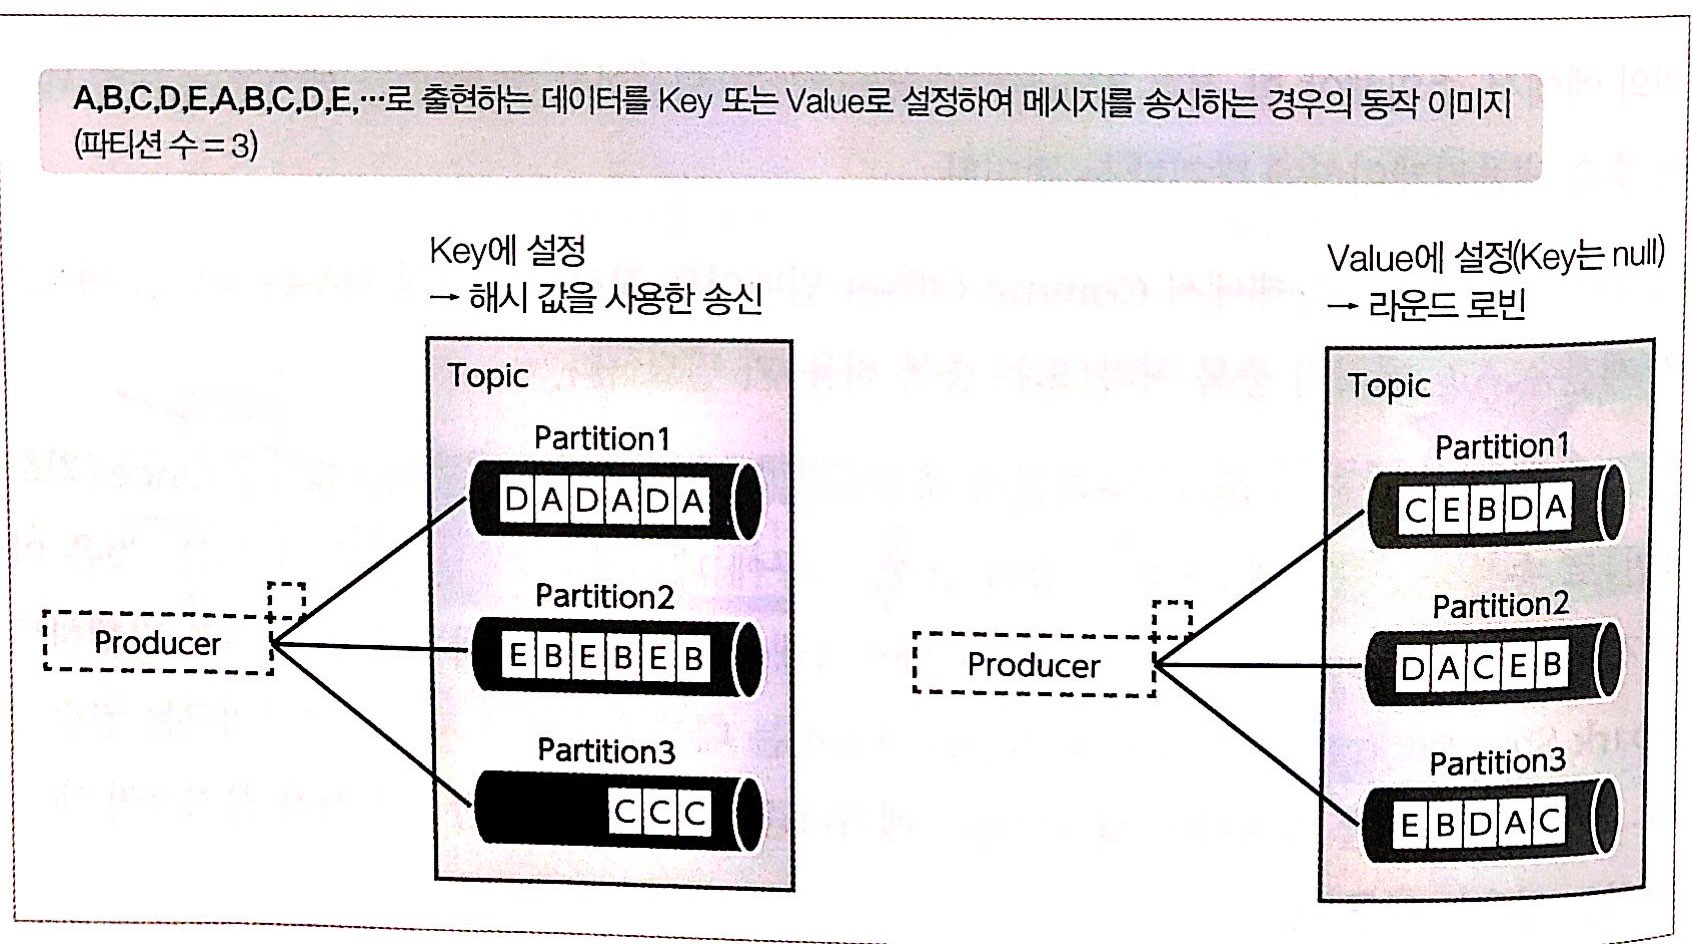 A,B,C,D,E,A,B,C,D,E,…로 출현하는 데이터를 Key 또는 Value로 설정하여 메시지를 송신하는 경우의 동작 이미지
(파티션 수 = 3)
Key에 설정
→ 해시 값을 사용한 송신
Topic
Partition1
D A D A D A
Partition2
E B E B E B
Partition3
C C C
Producer
Value에 설정(Key는 null)
→ 라운드 로빈
Topic
Partition1
C E B D A
Partition2
D A C E B
Partition3
E B D A C
Producer